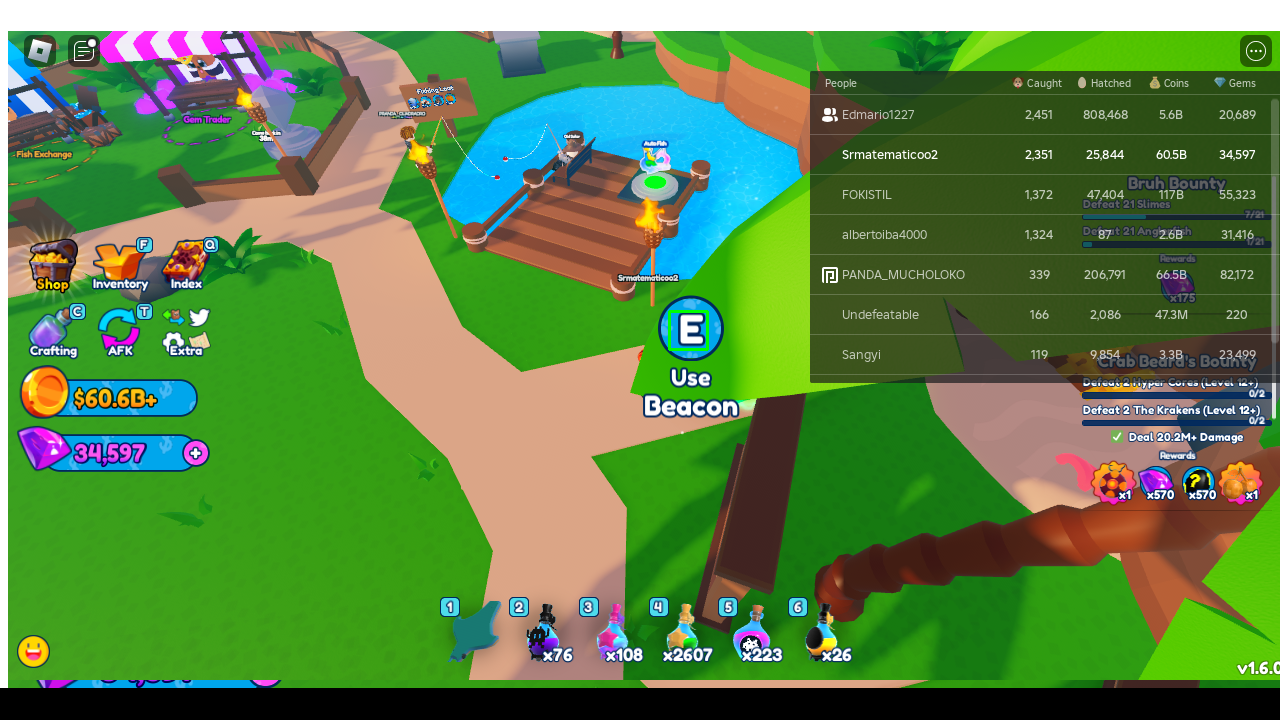 People Caught Hatched Coins Gems
Edmario1227 2,451 808,468 5.6B 20,689
Srmatematicoo2 2,351 25,844 60.5B 34,597
FOKISTIL 1,372 47,404 117B 55,323
albertoiba4000 1,324 87 2.6B 31,416
PANDA_MUCHOLOKO 339 206,791 66.5B 82,172
Undefeatable 166 2,086 47.3M 220
Sangyi 119 9,854 3.3B 23,499
Bruh Bounty
Defeat 21 Slimes
7/21
Defeat 21 Anglerfish
1/21
Rewards
x175
Crab Beard's Bounty
Defeat 2 Hyper Cores (Level 12+)
0/2
Defeat 2 The Krakens (Level 12+)
0/2
Deal 20.2M+ Damage
Rewards
x1 x570 x570 x1
Gem Trader
Fish Exchange
Fishing Loot
Auto Fish
Srmatematicoo2
E
Use
Beacon
F Q
Shop Inventory Index
C T
Crafting AFK Extra
$60.6B+
34,597
1 2 3 4 5 6
x76 x108 x2607 x223 x26
v1.6.0